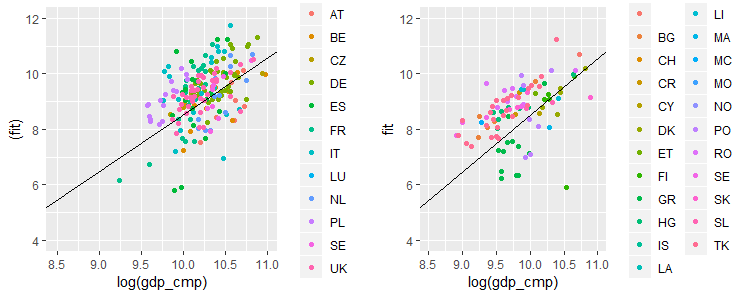 12
10
8
6
4
(fit)
8.5 9.0 9.5 10.0 10.5 11.0
log(gdp_cmp)
AT
BE
CZ
DE
ES
FR
IT
LU
NL
PL
SE
UK
12
10
8
6
4
fit
8.5 9.0 9.5 10.0 10.5 11.0
log(gdp_cmp)
BG
CH
CR
CY
DK
ET
FI
GR
HG
IS
LA
LI
MA
MC
MO
NO
PO
RO
SE
SK
SL
TK